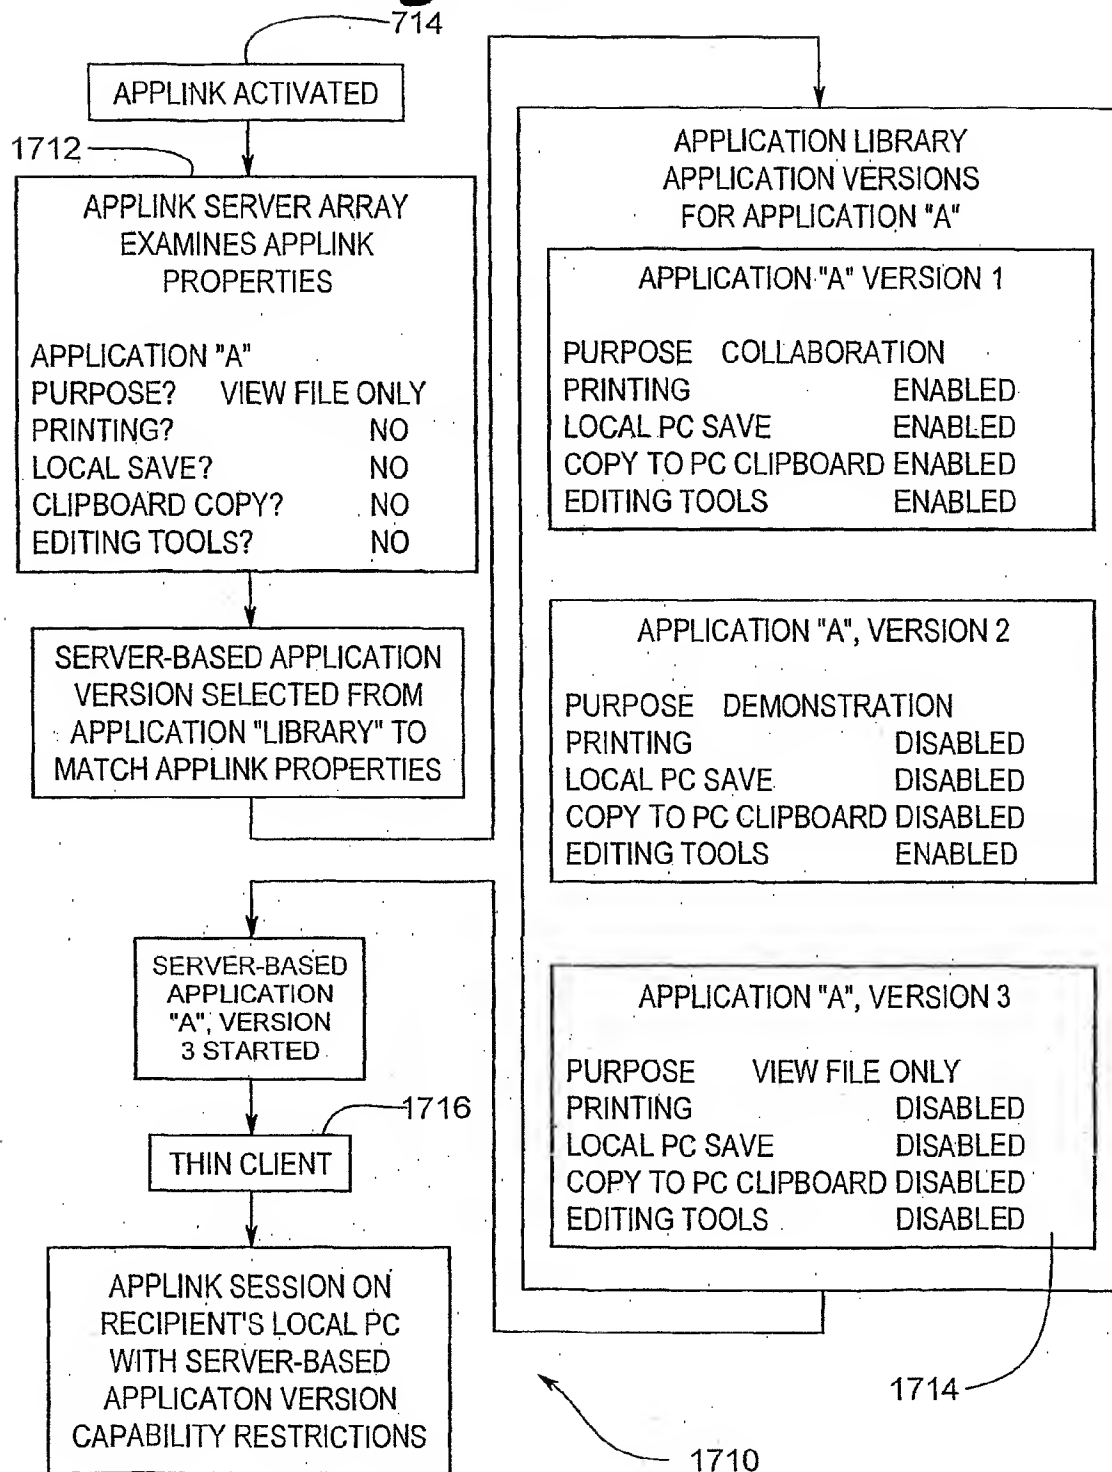 714
APPLINK ACTIVATED
1712
APPLINK SERVER ARRAY
EXAMINES APPLINK
PROPERTIES
APPLICATION "A"
PURPOSE? VIEW FILE ONLY
PRINTING? NO
LOCAL SAVE? NO
CLIPBOARD COPY? NO
EDITING TOOLS? NO
SERVER-BASED APPLICATION
VERSION SELECTED FROM
APPLICATION "LIBRARY" TO
MATCH APPLINK PROPERTIES
APPLICATION LIBRARY
APPLICATION VERSIONS
FOR APPLICATION "A"
APPLICATION "A" VERSION 1
PURPOSE COLLABORATION
PRINTING ENABLED
LOCAL PC SAVE ENABLED
COPY TO PC CLIPBOARD ENABLED
EDITING TOOLS ENABLED
APPLICATION "A", VERSION 2
PURPOSE DEMONSTRATION
PRINTING DISABLED
LOCAL PC SAVE DISABLED
COPY TO PC CLIPBOARD DISABLED
EDITING TOOLS ENABLED
APPLICATION "A", VERSION 3
PURPOSE VIEW FILE ONLY
PRINTING DISABLED
LOCAL PC SAVE DISABLED
COPY TO PC CLIPBOARD DISABLED
EDITING TOOLS DISABLED
1714
SERVER-BASED
APPLICATION
"A", VERSION
3 STARTED
1716
THIN CLIENT
APPLINK SESSION ON
RECIPIENT'S LOCAL PC
WITH SERVER-BASED
APPLICATON VERSION
CAPABILITY RESTRICTIONS
1710